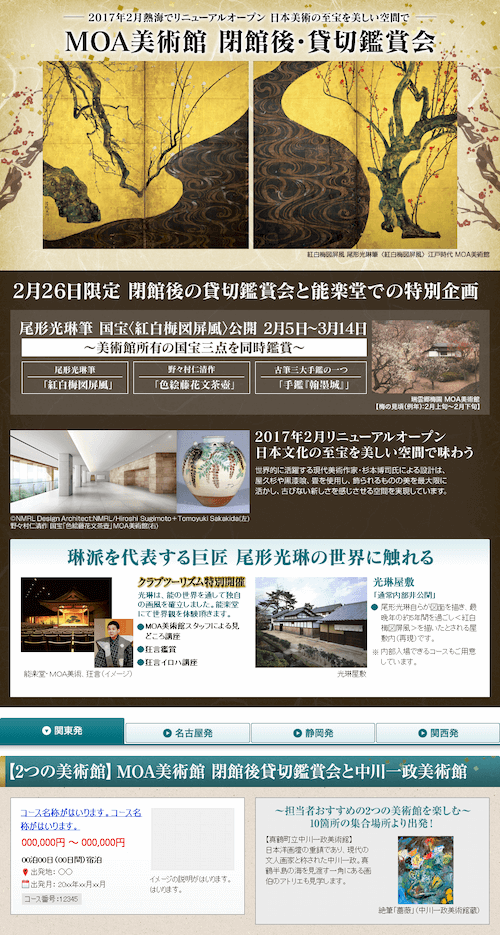 2017年2月熱海でリニューアルオープン 日本美術の至宝を美しい空間で
MOA美術館 閉館後・貸切鑑賞会
紅白梅図屏風 尾形光琳筆〈紅白梅図屏風〉江戸時代 MOA美術館
2月26日限定 閉館後の貸切鑑賞会と能楽堂での特別企画
尾形光琳筆 国宝〈紅白梅図屏風〉公開 2月5日~3月14日
~美術館所有の国宝三点を同時鑑賞~
尾形光琳筆
「紅白梅図屏風」
野々村仁清作
「色絵藤花文茶壺」
古筆三大手鑑の一つ
「手鑑『翰墨城』」
瑞雲郷梅園 MOA美術館
【梅の見頃(例年):2月上旬~2月下旬】
©NMRL Design Architect:NMRL/Hiroshi Sugimoto+Tomoyuki Sakakida(左)
野々村仁清作 国宝「色絵藤花文茶壺」MOA美術館(右)
2017年2月リニューアルオープン
日本文化の至宝を美しい空間で味わう
世界的に活躍する現代美術作家・杉本博司氏による設計は、
屋久杉や黒漆喰、畳を使用し、飾られるものの美を最大限に
活かし、古びない新しさを感じさせる空間を実現しています。
琳派を代表する巨匠 尾形光琳の世界に触れる
クラブツーリズム特別開催
光琳は、能の世界を通して独自
の画風を確立しました。能楽堂
にて世界観を体験頂きます。
●MOA美術館スタッフによる見
どころ講座
●狂言鑑賞
●狂言イロハ講座
能楽堂・MOA美術、狂言(イメージ)
光琳屋敷
光琳屋敷
「通常内部非公開」
● 尾形光琳自らが図面を描き、最
晩年の約5年間を過ごし<紅白
梅図屏風>を描いたとされる屋
敷内(再現)です。
※ 内部入場できるコースもご用意
しています。
関東発
名古屋発
静岡発
関西発
【2つの美術館】MOA美術館 閉館後貸切鑑賞会と中川一政美術館
コース名称がはいります。コース名
称がはいります。
000,000円 ~ 000,000円
00泊00日(00日間)宿泊
出発地: 〇〇
出発月: 20xx年xx月xx月
コース番号:12345
イメージの説明がはいります。
はいります。
~担当者おすすめの2つの美術館を楽しむ~
10箇所の集合場所より出発!
【真鶴町立中川一政美術館】
日本洋画壇の重鎮であり、現代の
文人画家と称された中川一政。真
鶴半島の海を見渡す一角にある画
伯のアトリエも見学します。
絶筆「薔薇」(中川一政美術館蔵)